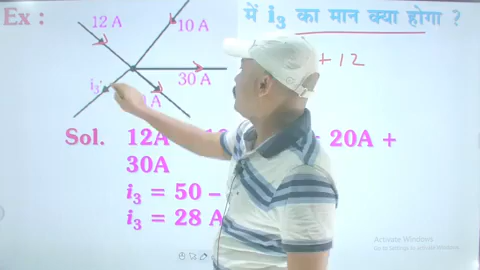 Ex :
में i₃ का मान क्या होगा ?
12 A
10 A
+ 12
30 A
i₃
A
Sol. 12A 20A +
30A
i₃ = 50 –
i₃ = 28 A
Activate Windows